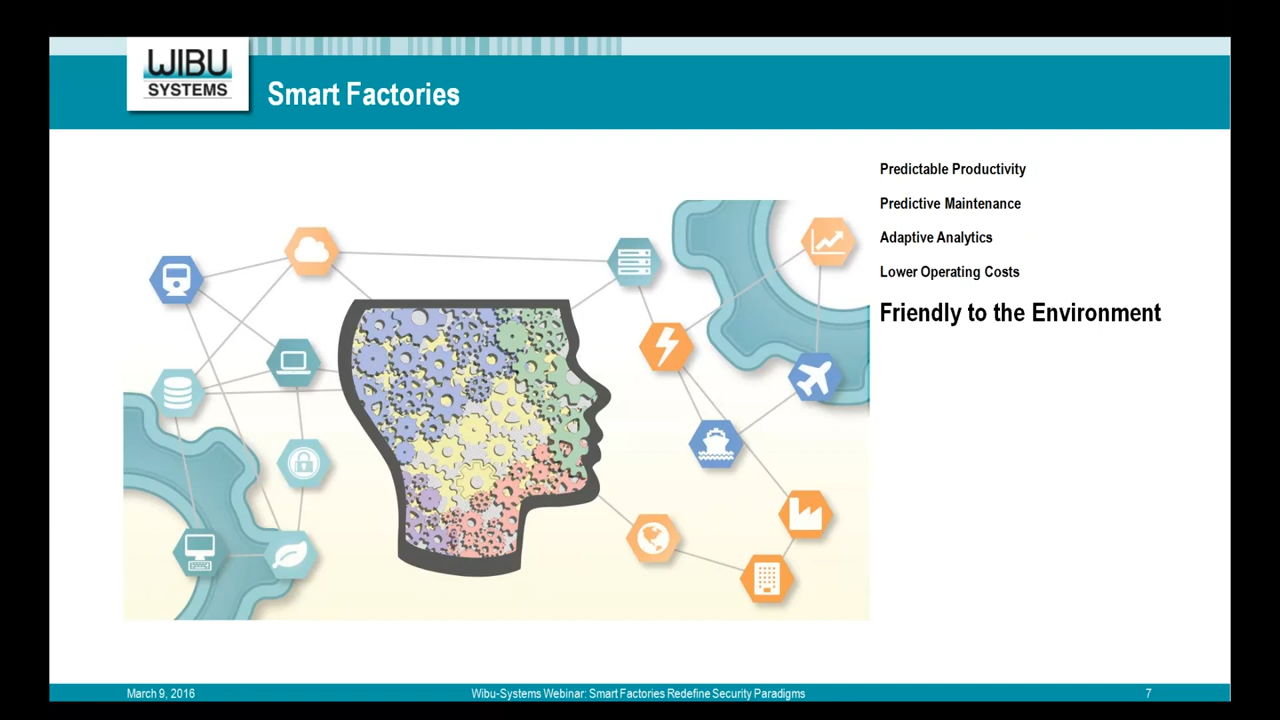 WIBU
SYSTEMS
Smart Factories
Predictable Productivity
Predictive Maintenance
Adaptive Analytics
Lower Operating Costs
Friendly to the Environment
March 9, 2016
Wibu-Systems Webinar: Smart Factories Redefine Security Paradigms
7